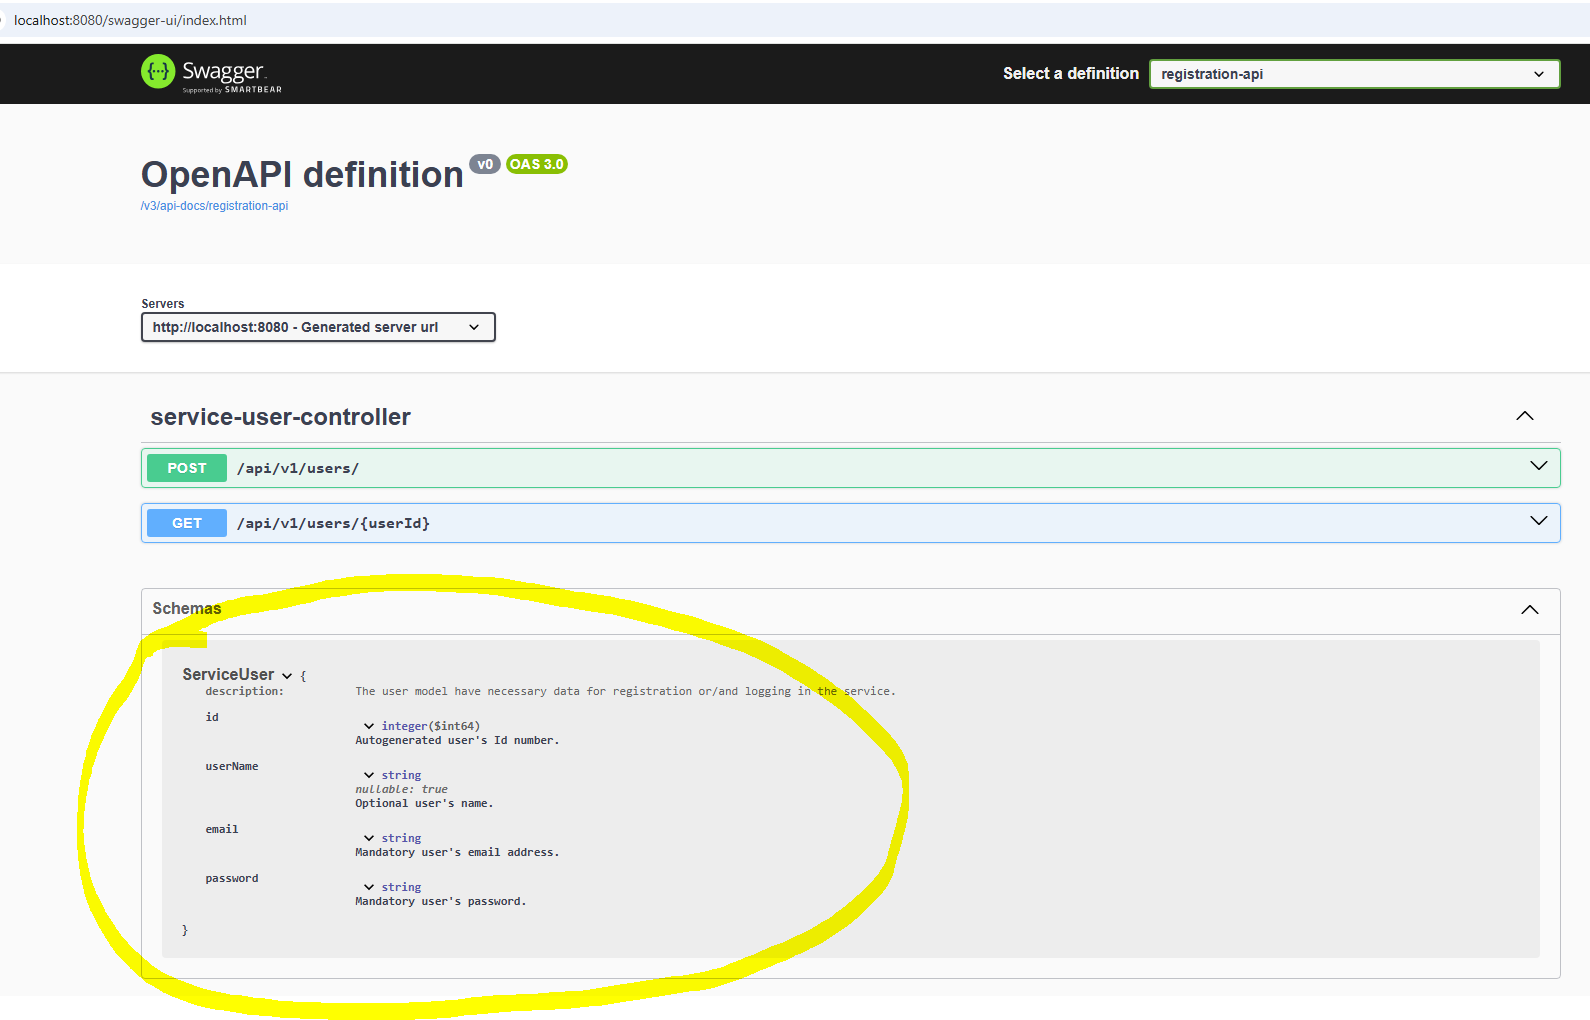 localhost:8080/swagger-ui/index.html
{···} Swagger
Supported by SMARTBEAR
Select a definition
registration-api
OpenAPI definition v0 OAS 3.0
/v3/api-docs/registration-api
Servers
http://localhost:8080 - Generated server url
service-user-controller
POST /api/v1/users/
GET /api/v1/users/{userId}
Schemas
ServiceUser {
description: The user model have necessary data for registration or/and logging in the service.
id
integer($int64)
Autogenerated user's Id number.
userName
string
nullable: true
Optional user's name.
email
string
Mandatory user's email address.
password
string
Mandatory user's password.
}